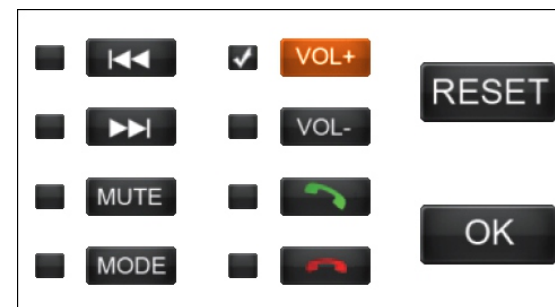 VOL+
RESET
VOL-
MUTE
OK
MODE